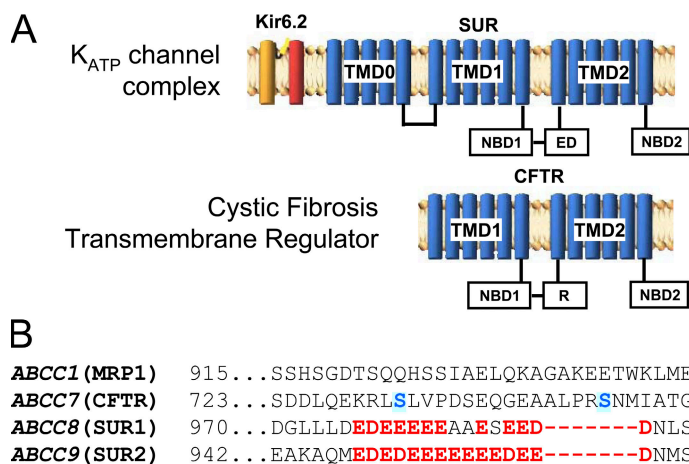 A
Kir6.2
SUR
K_ATP channel
complex
TMD0 TMD1 TMD2
NBD1 ED NBD2
CFTR
Cystic Fibrosis
Transmembrane Regulator
TMD1 TMD2
NBD1 R NBD2
B
ABCC1(MRP1) 915...SSHSGDTSQQHSSIAELQKAGAKEETWKLME
ABCC7(CFTR) 723...SDDLQEKRLSLVPDSEQGEAALPRSNMIATG
ABCC8(SUR1) 970...DGLLLDEDEEEEEAAESEED-------DNLS
ABCC9(SUR2) 942...EAKAQMEDEDEEEEEEEDEE-------DNMS